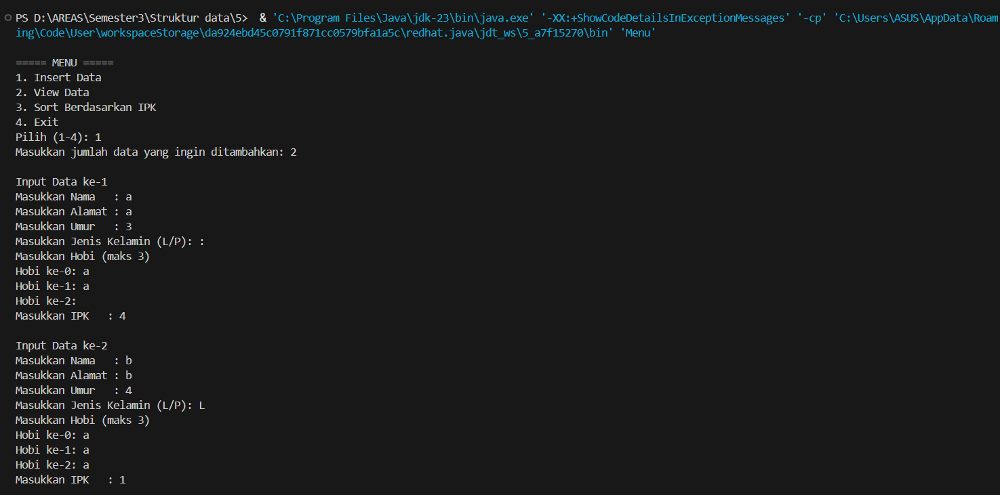 PS D:\AREAS\Semester3\Struktur data\5>  & 'C:\Program Files\Java\jdk-23\bin\java.exe' '-XX:+ShowCodeDetailsInExceptionMessages' '-cp' 'C:\Users\ASUS\AppData\Roam
ing\Code\User\workspaceStorage\da924ebd45c0791f871cc0579bfa1a5c\redhat.java\jdt_ws\5_a7f15270\bin' 'Menu'
===== MENU =====
1. Insert Data
2. View Data
3. Sort Berdasarkan IPK
4. Exit
Pilih (1-4): 1
Masukkan jumlah data yang ingin ditambahkan: 2
Input Data ke-1
Masukkan Nama   : a
Masukkan Alamat : a
Masukkan Umur   : 3
Masukkan Jenis Kelamin (L/P): :
Masukkan Hobi (maks 3)
Hobi ke-0: a
Hobi ke-1: a
Hobi ke-2:
Masukkan IPK   : 4
Input Data ke-2
Masukkan Nama   : b
Masukkan Alamat : b
Masukkan Umur   : 4
Masukkan Jenis Kelamin (L/P): L
Masukkan Hobi (maks 3)
Hobi ke-0: a
Hobi ke-1: a
Hobi ke-2: a
Masukkan IPK   : 1